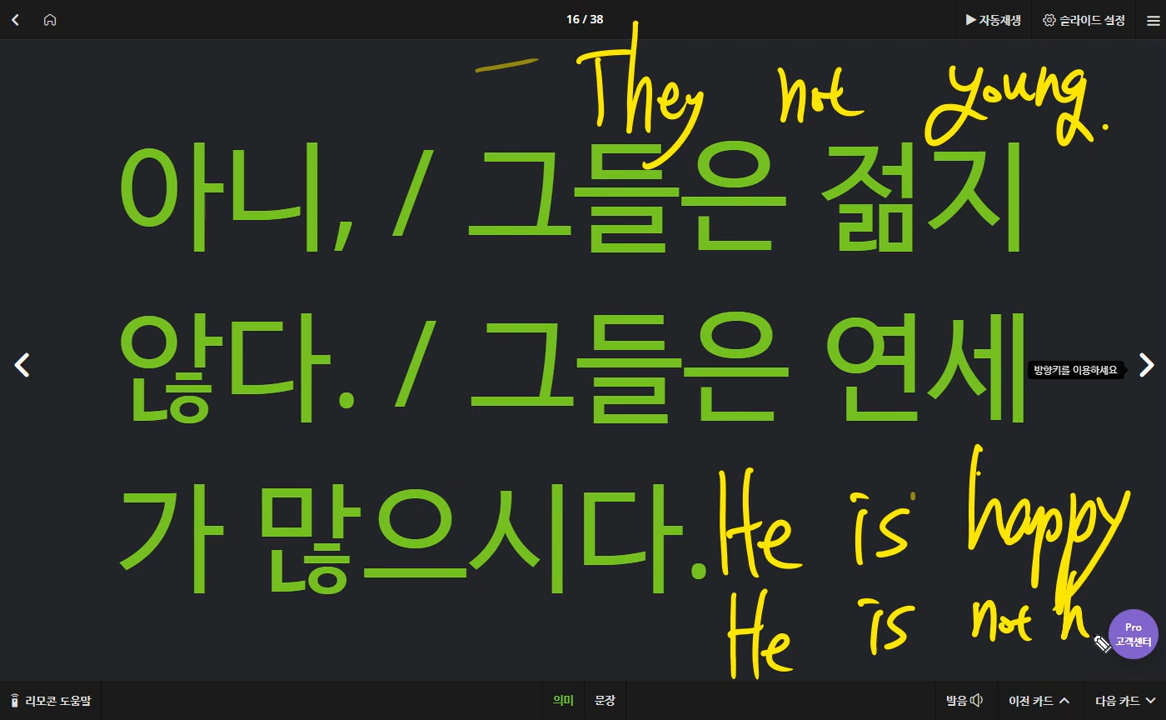 16 / 38
자동재생
슬라이드 설정
They not young.
아니, / 그들은 젊지
않다. / 그들은 연세
방향키를 이용하세요
가 많으시다.
He is happy
He is not h
Pro
고객센터
리모콘 도움말
의미
문장
발음
이전 카드
다음 카드